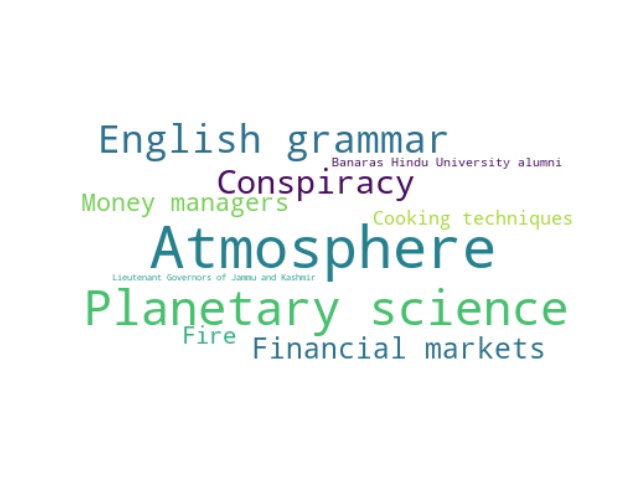 English grammar
Banaras Hindu University alumni
Conspiracy
Money managers
Cooking techniques
Atmosphere
Lieutenant Governors of Jammu and Kashmir
Planetary science
Fire
Financial markets